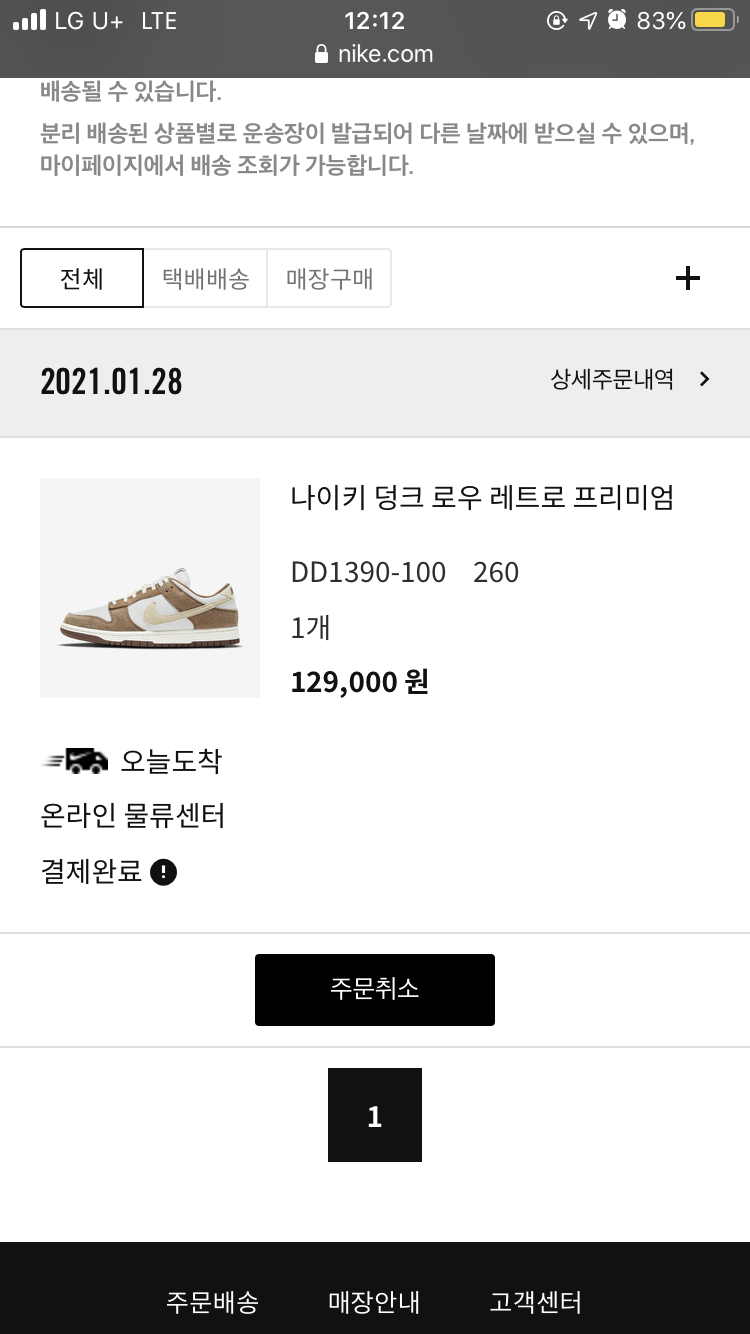 LG U+ LTE 12:12 83%
nike.com
배송될 수 있습니다.
분리 배송된 상품별로 운송장이 발급되어 다른 날짜에 받으실 수 있으며,
마이페이지에서 배송 조회가 가능합니다.
전체 택배배송 매장구매 +
2021.01.28 상세주문내역 >
나이키 덩크 로우 레트로 프리미엄
DD1390-100 260
1개
129,000 원
오늘도착
온라인 물류센터
결제완료 !
주문취소
1
주문배송 매장안내 고객센터